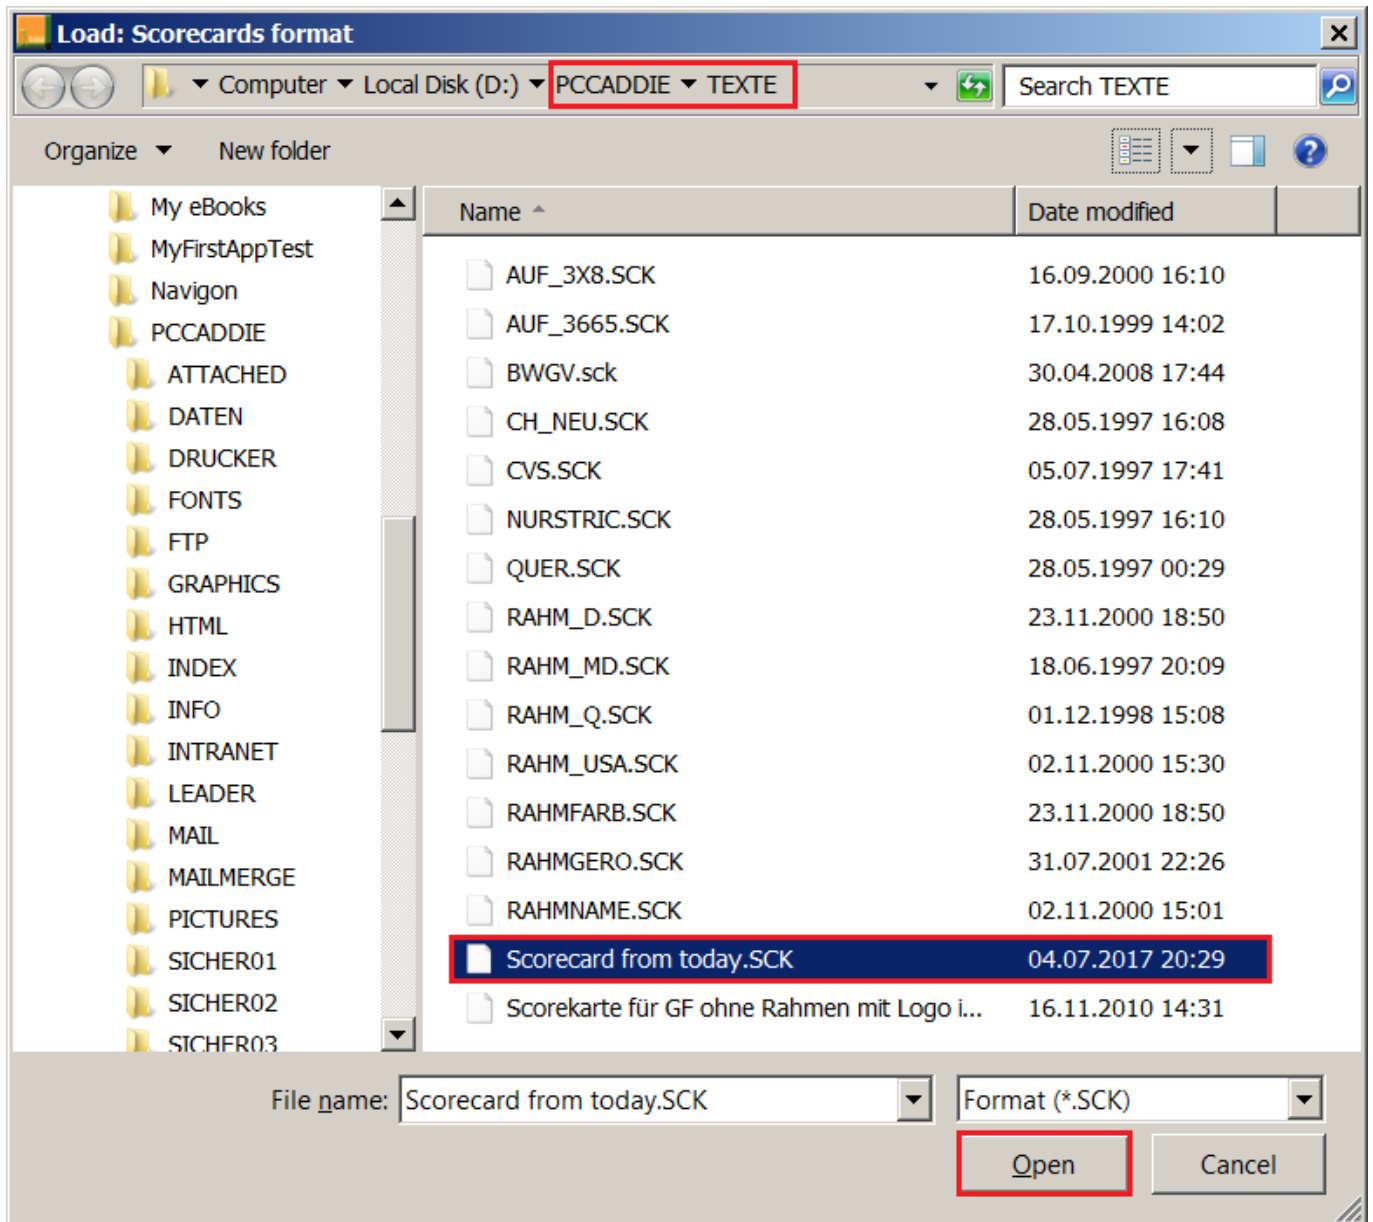 Load: Scorecards format
Computer Local Disk (D:) PCCADDIE TEXTE Search TEXTE
Organize New folder
My eBooks
MyFirstAppTest
Navigon
PCCADDIE
ATTACHED
DATEN
DRUCKER
FONTS
FTP
GRAPHICS
HTML
INDEX
INFO
INTRANET
LEADER
MAIL
MAILMERGE
PICTURES
SICHER01
SICHER02
SICHER03
Name Date modified
AUF_3X8.SCK 16.09.2000 16:10
AUF_3665.SCK 17.10.1999 14:02
BWGV.sck 30.04.2008 17:44
CH_NEU.SCK 28.05.1997 16:08
CVS.SCK 05.07.1997 17:41
NURSTRIC.SCK 28.05.1997 16:10
QUER.SCK 28.05.1997 00:29
RAHM_D.SCK 23.11.2000 18:50
RAHM_MD.SCK 18.06.1997 20:09
RAHM_Q.SCK 01.12.1998 15:08
RAHM_USA.SCK 02.11.2000 15:30
RAHMFARB.SCK 23.11.2000 18:50
RAHMGERO.SCK 31.07.2001 22:26
RAHMNAME.SCK 02.11.2000 15:01
Scorecard from today.SCK 04.07.2017 20:29
Scorekarte für GF ohne Rahmen mit Logo i... 16.11.2010 14:31
File name: Scorecard from today.SCK Format (*.SCK)
Open Cancel